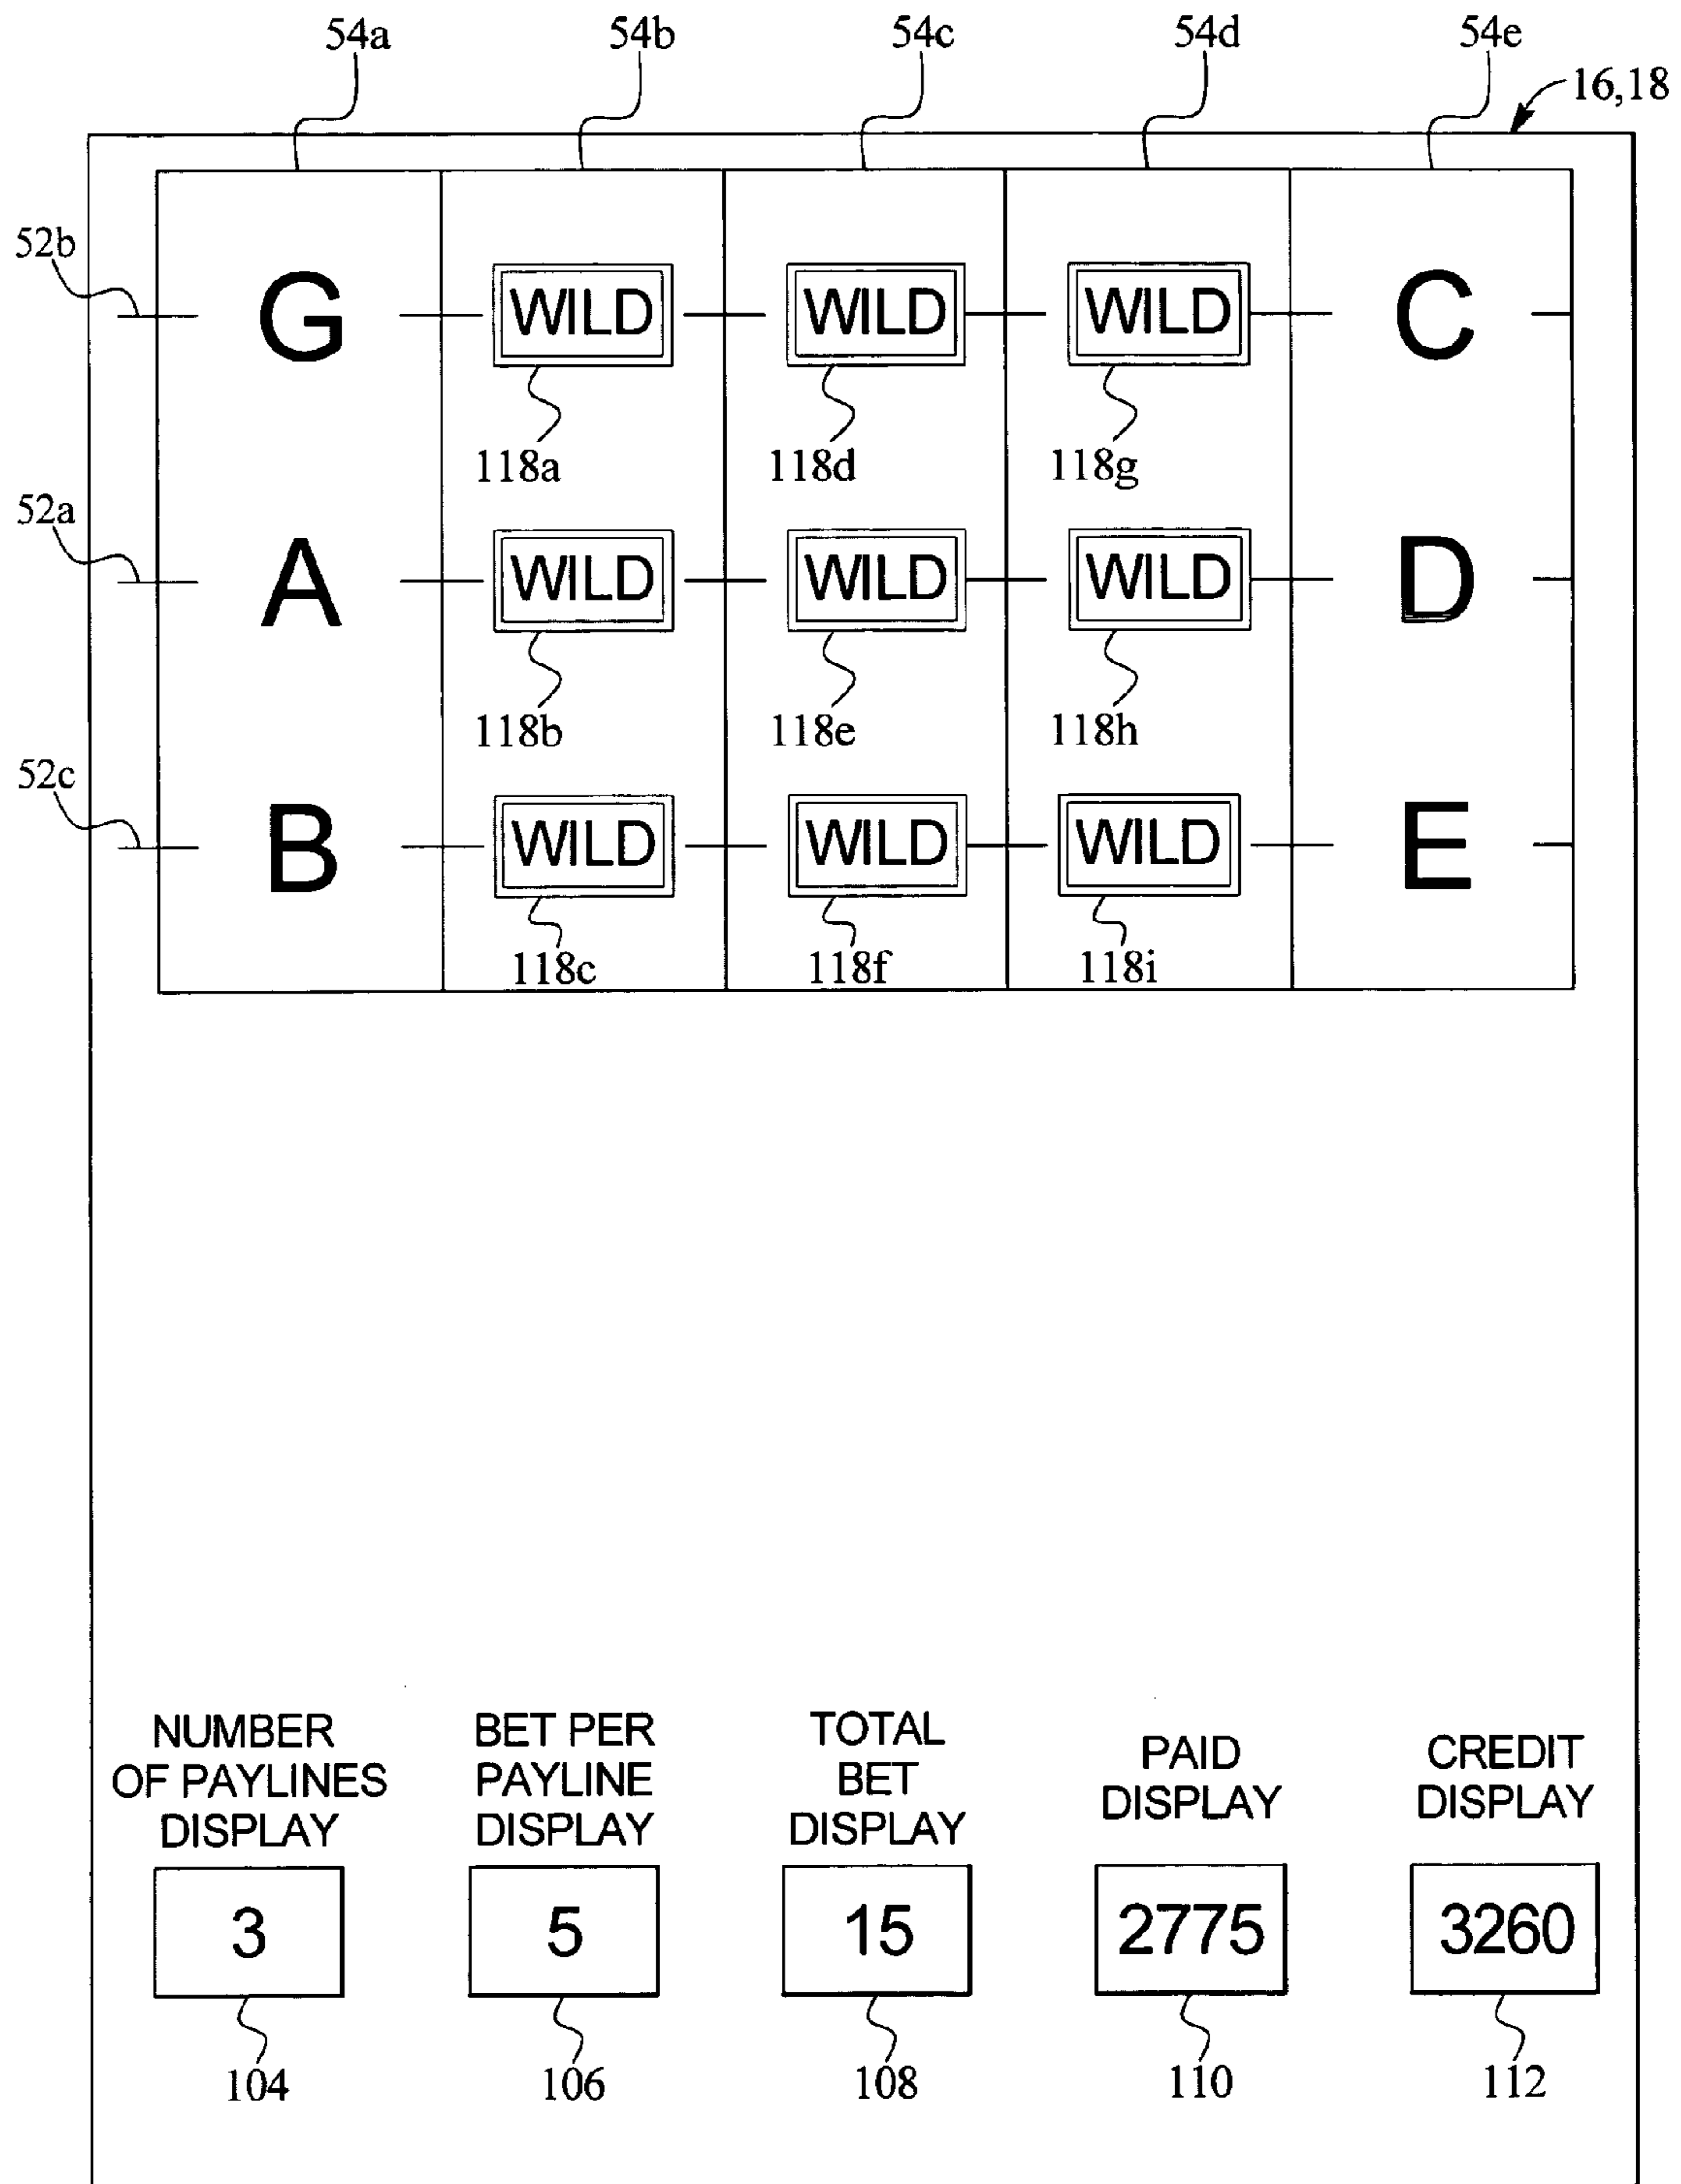 54a 54b 54c 54d 54e
16,18
52b
G WILD WILD WILD C
118a 118d 118g
52a
A WILD WILD WILD D
118b 118e 118h
52c
B WILD WILD WILD E
118c 118f 118i
NUMBER
OF PAYLINES
DISPLAY
3
104
BET PER
PAYLINE
DISPLAY
5
106
TOTAL
BET
DISPLAY
15
108
PAID
DISPLAY
2775
110
CREDIT
DISPLAY
3260
112